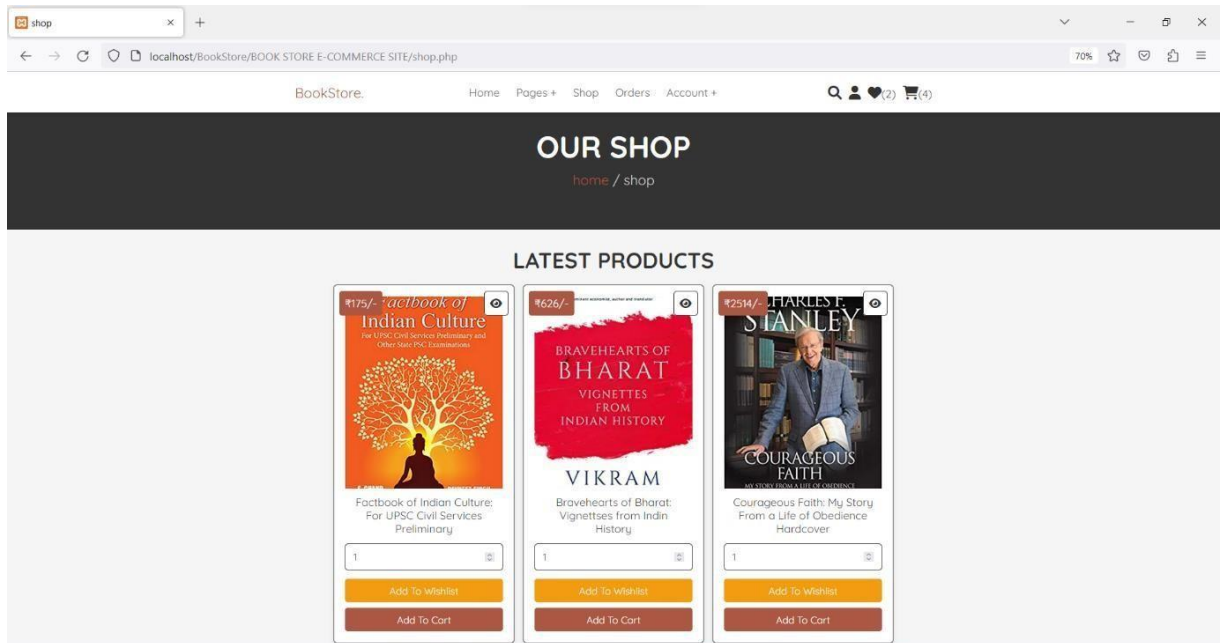 shop
localhost/BookStore/BOOK STORE E-COMMERCE SITE/shop.php
70%
BookStore.
Home Pages + Shop Orders Account +
(2) (4)
OUR SHOP
home / shop
LATEST PRODUCTS
₹175/-
actbook of
Indian Culture
For UPSC Civil Services Preliminary and
Other State PSC Examinations
Factbook of Indian Culture:
For UPSC Civil Services
Preliminary
1
Add To Wishlist
Add To Cart
₹626/-
economist, author and translator
BRAVEHEARTS OF
BHARAT
VIGNETTES
FROM
INDIAN HISTORY
VIKRAM
Bravehearts of Bharat:
Vignettses from Indin
History
1
Add To Wishlist
Add To Cart
₹2514/-
CHARLES F.
STANLEY
COURAGEOUS
FAITH
MY STORY FROM A LIFE OF OBEDIENCE
Courageous Faith: My Story
From a Life of Obedience
Hardcover
1
Add To Wishlist
Add To Cart